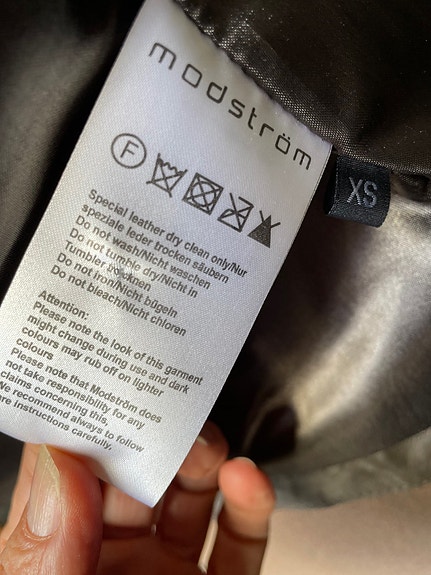 modström
XS
F
Special leather dry clean only/Nur
speziale leder trocken säubern
Do not wash/Nicht waschen
Do not tumble dry/Nicht in
Tumbler trocknen
Do not iron/Nicht bügeln
Do not bleach/Nicht chloren
Attention:
Please note the look of this garment
might change during use and dark
colours may rub off on lighter
colours
Please note that Modström does
not take responsibility for any
claims concerning this,
We recommend always to follow
instructions carefully.